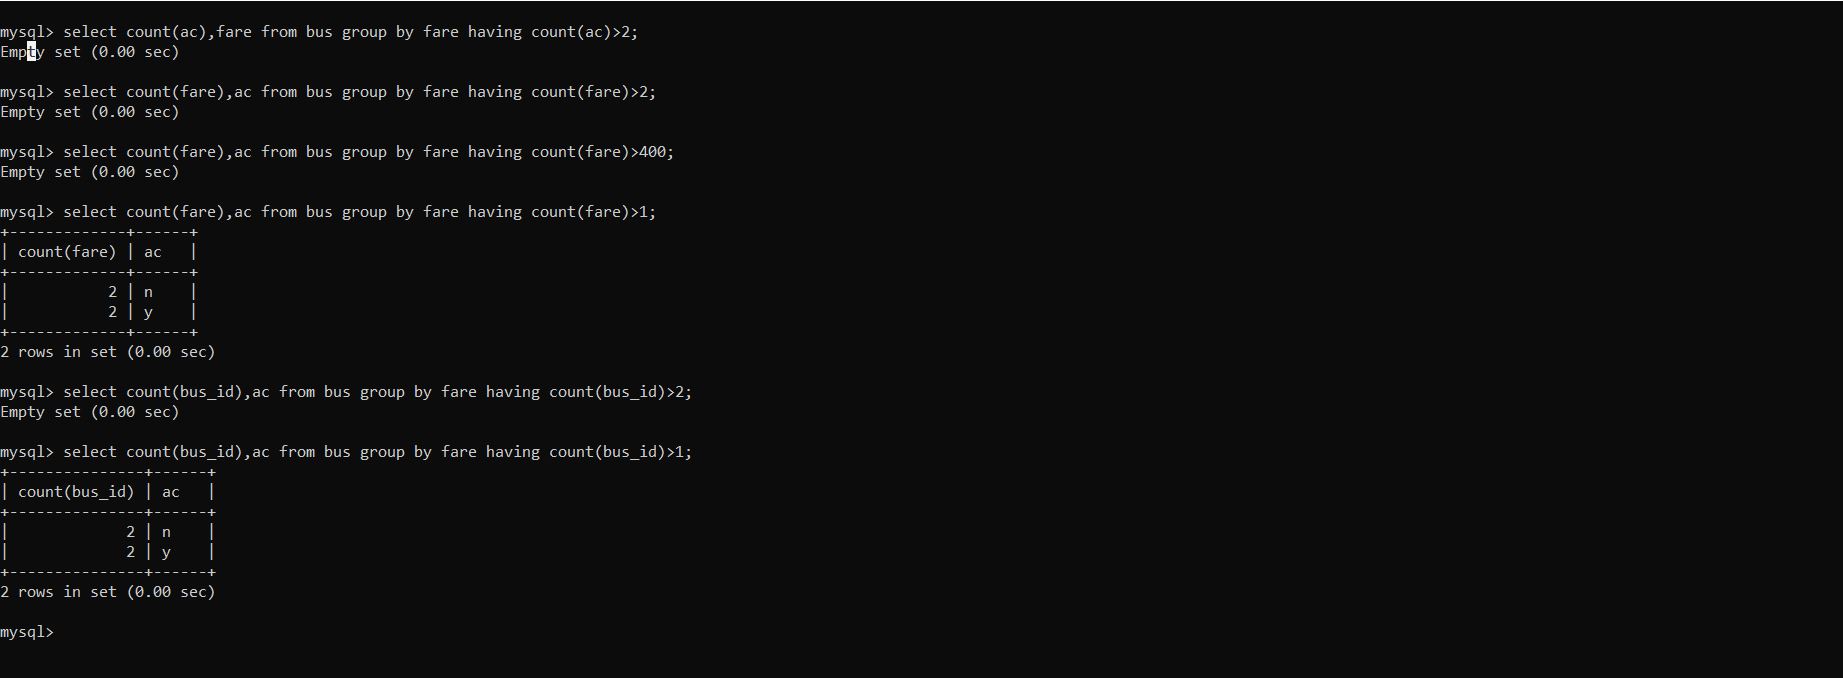 mysql> select count(ac),fare from bus group by fare having count(ac)>2;
Empty set (0.00 sec)
mysql> select count(fare),ac from bus group by fare having count(fare)>2;
Empty set (0.00 sec)
mysql> select count(fare),ac from bus group by fare having count(fare)>400;
Empty set (0.00 sec)
mysql> select count(fare),ac from bus group by fare having count(fare)>1;
+-------------+------+
| count(fare) | ac   |
+-------------+------+
|           2 | n    |
|           2 | y    |
+-------------+------+
2 rows in set (0.00 sec)
mysql> select count(bus_id),ac from bus group by fare having count(bus_id)>2;
Empty set (0.00 sec)
mysql> select count(bus_id),ac from bus group by fare having count(bus_id)>1;
+---------------+------+
| count(bus_id) | ac   |
+---------------+------+
|             2 | n    |
|             2 | y    |
+---------------+------+
2 rows in set (0.00 sec)
mysql>